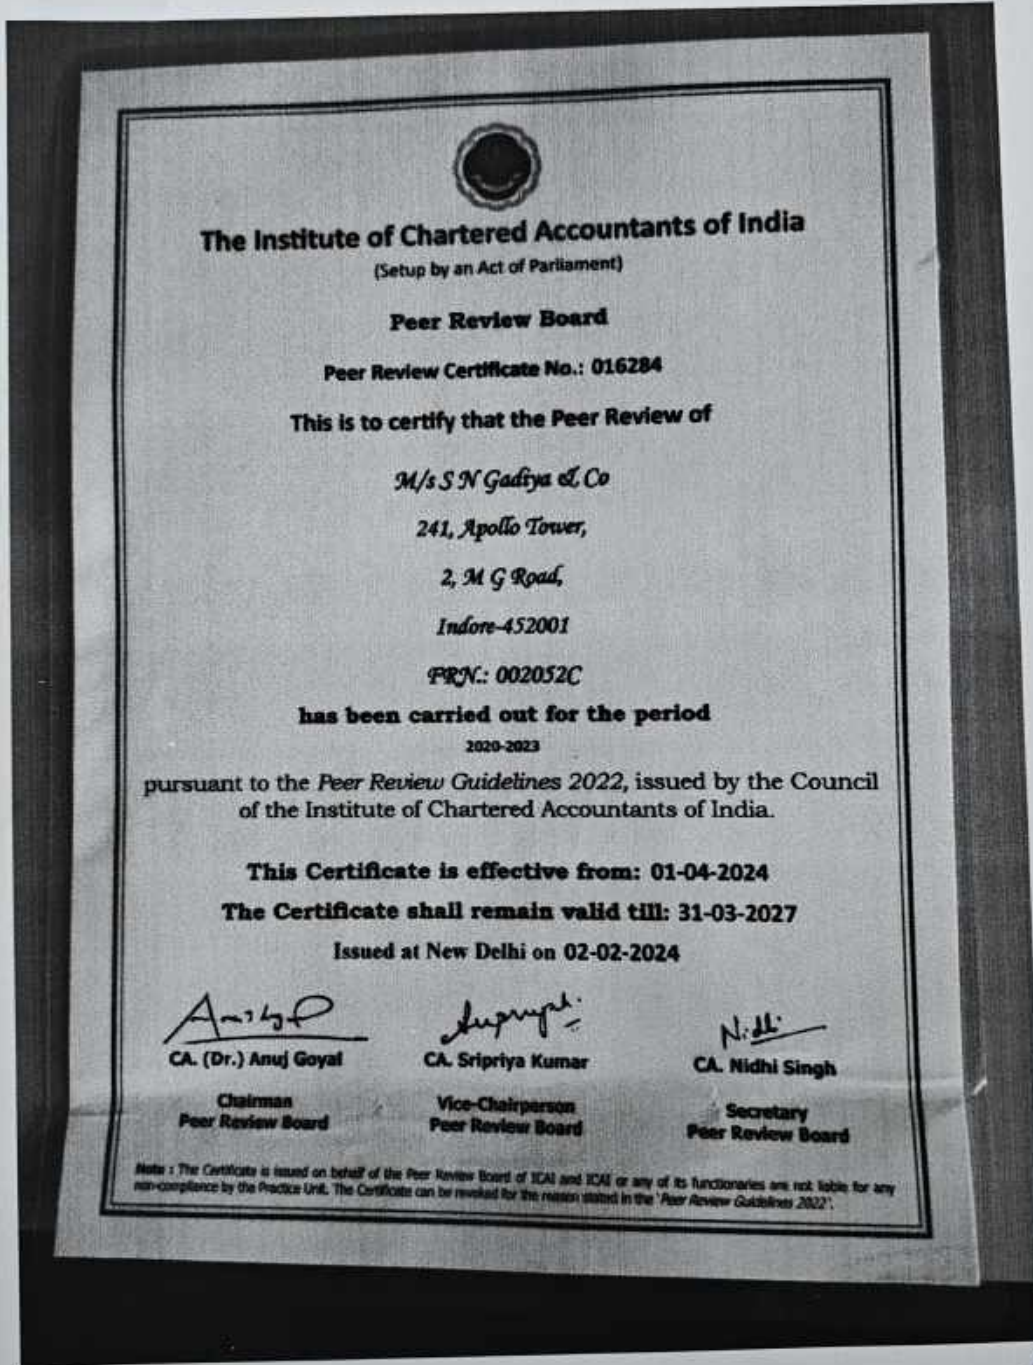 The Institute of Chartered Accountants of India
(Setup by an Act of Parliament)
Peer Review Board
Peer Review Certificate No.: 016284
This is to certify that the Peer Review of
M/s S N Gadiya & Co
241, Apollo Tower,
2, M G Road,
Indore-452001
FRN.: 002052C
has been carried out for the period
2020-2023
pursuant to the Peer Review Guidelines 2022, issued by the Council
of the Institute of Chartered Accountants of India.
This Certificate is effective from: 01-04-2024
The Certificate shall remain valid till: 31-03-2027
Issued at New Delhi on 02-02-2024
Nidhi
CA. (Dr.) Anuj Goyal CA. Sripriya Kumar CA. Nidhi Singh
Chairman Vice-Chairperson Secretary
Peer Review Board Peer Review Board Peer Review Board
Note : The Certificate is issued on behalf of the Peer Review Board of ICAI and ICAI or any of its functionaries are not liable for any
non-compliance by the Practice Unit. The Certificate can be revoked for the reason stated in the 'Peer Review Guidelines 2022'.